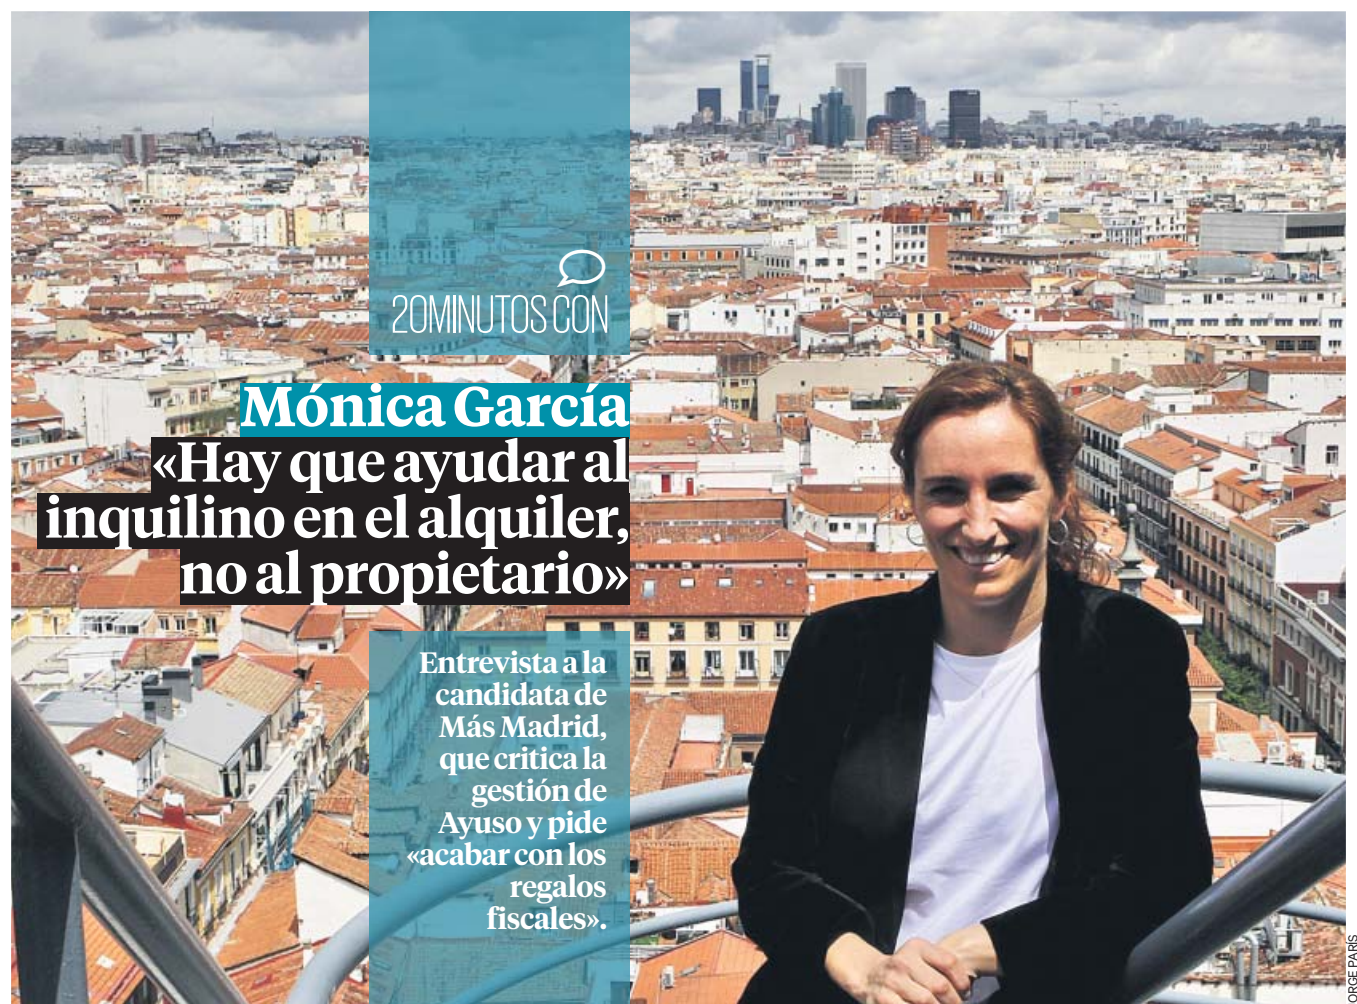 20MINUTOS CON
Mónica García
«Hay que ayudar al
inquilino en el alquiler,
no al propietario»
Entrevista a la
candidata de
Más Madrid,
que critica la
gestión de
Ayuso y pide
«acabar con los
regalos
fiscales».
ORGE PARÍS